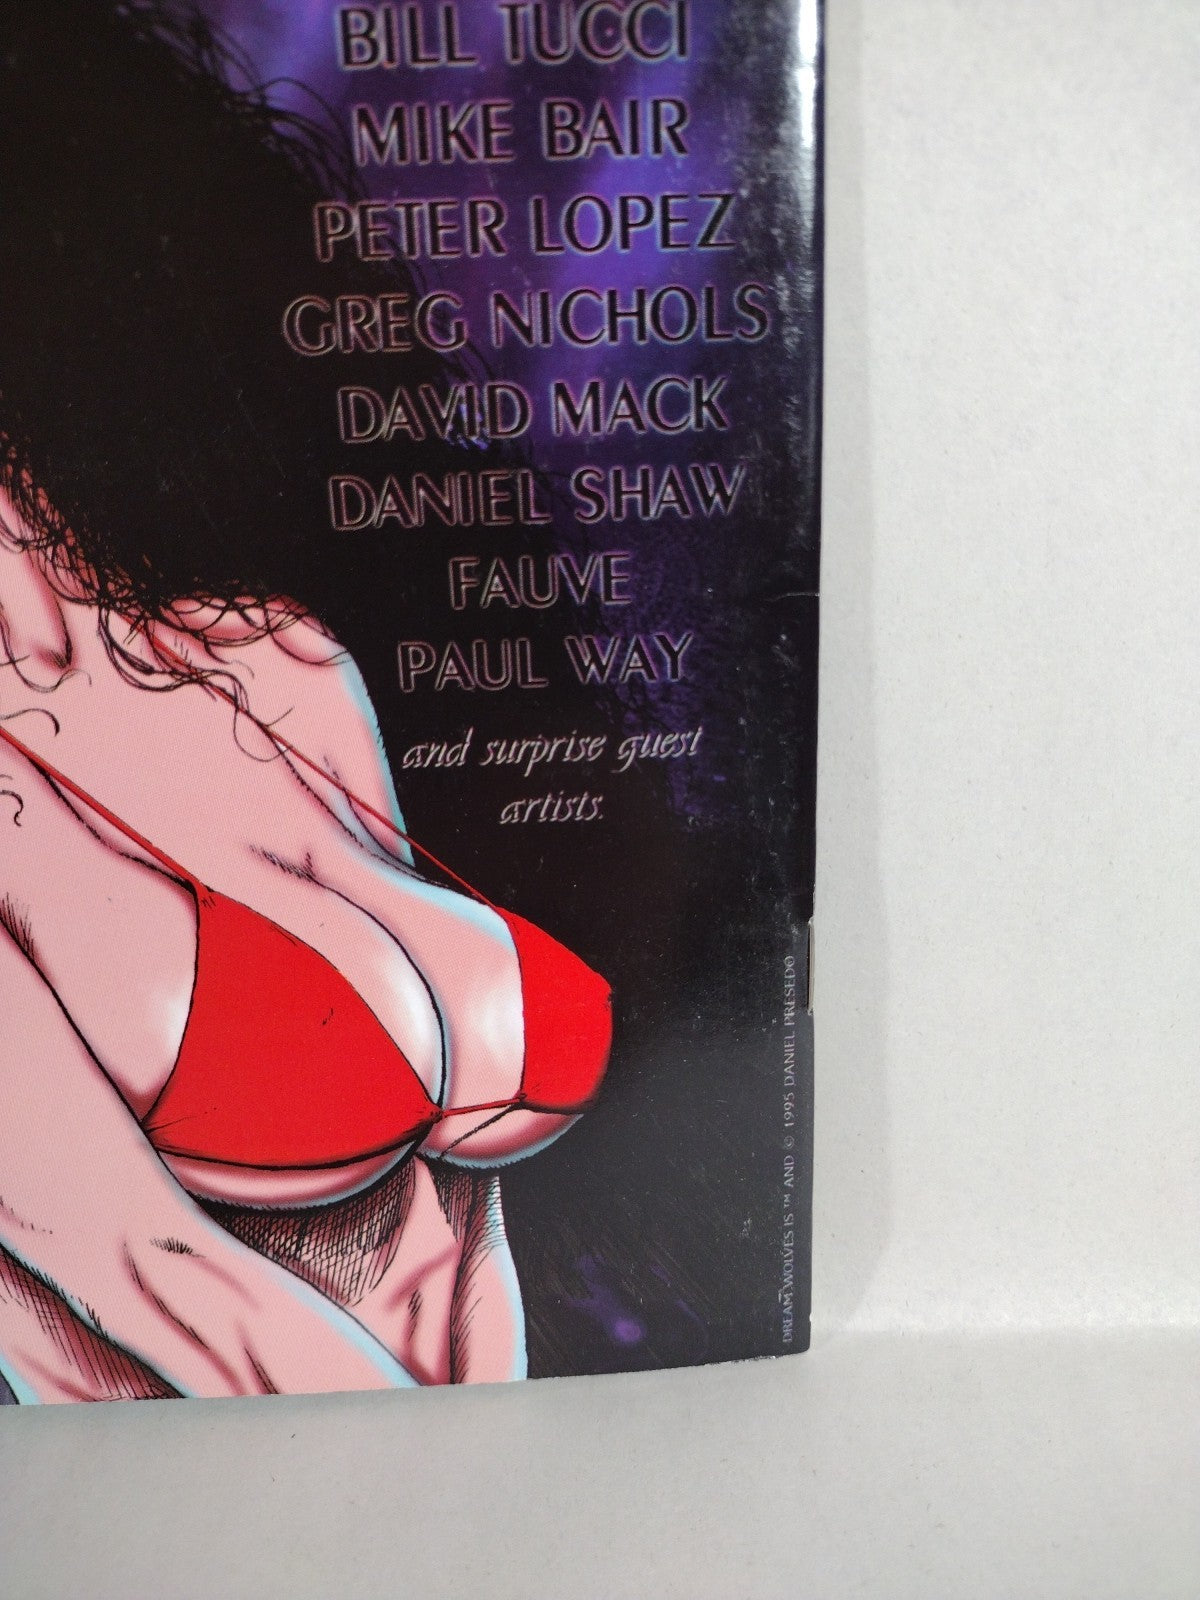 BILL TUCCI
MIKE BAIR
PETER LOPEZ
GREG NICHOLS
DAVID MACK
DANIEL SHAW
FAUVE
PAUL WAY
and surprise guest
artists.
DREAM WOLVES IS ™ AND © 1995 DANIEL PRESEDO